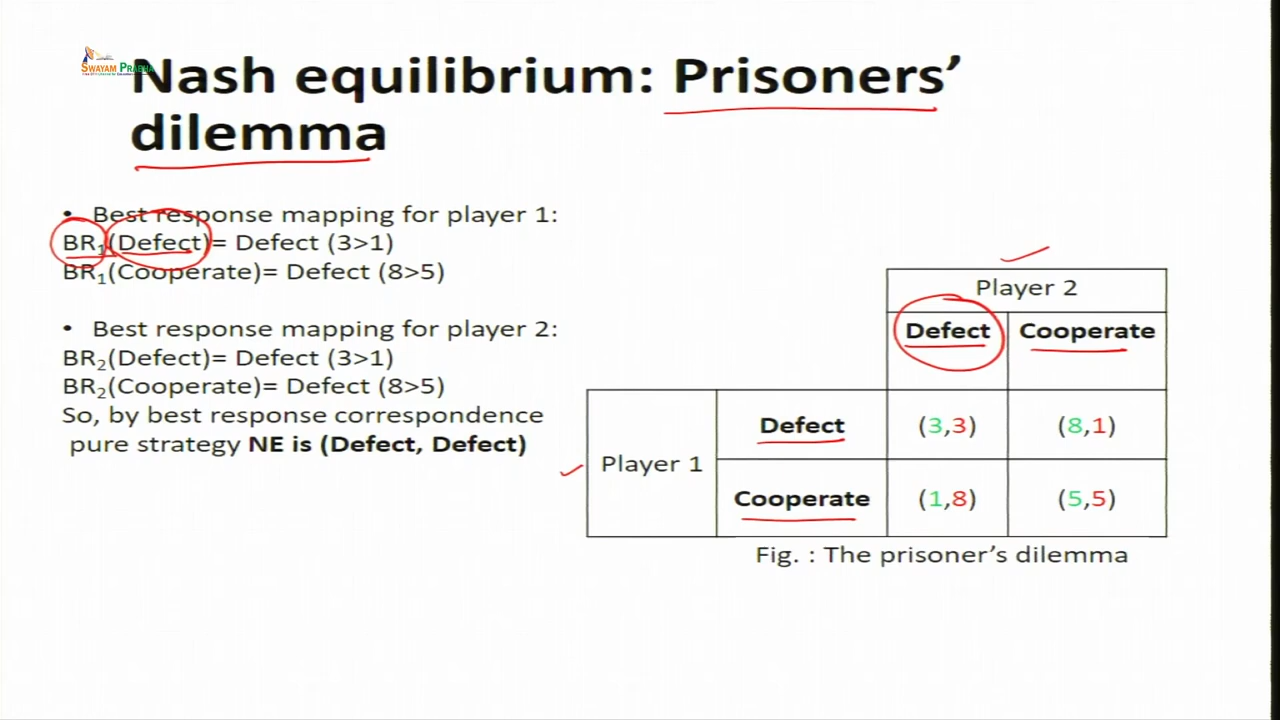 SWAYAM PRABHA
Nash equilibrium: Prisoners’
dilemma
• Best response mapping for player 1:
BR₁(Defect)= Defect (3>1)
BR₁(Cooperate)= Defect (8>5)
• Best response mapping for player 2:
BR₂(Defect)= Defect (3>1)
BR₂(Cooperate)= Defect (8>5)
So, by best response correspondence
pure strategy NE is (Defect, Defect)
Player 2
Defect Cooperate
Defect (3,3) (8,1)
Player 1
Cooperate (1,8) (5,5)
Fig. : The prisoner’s dilemma